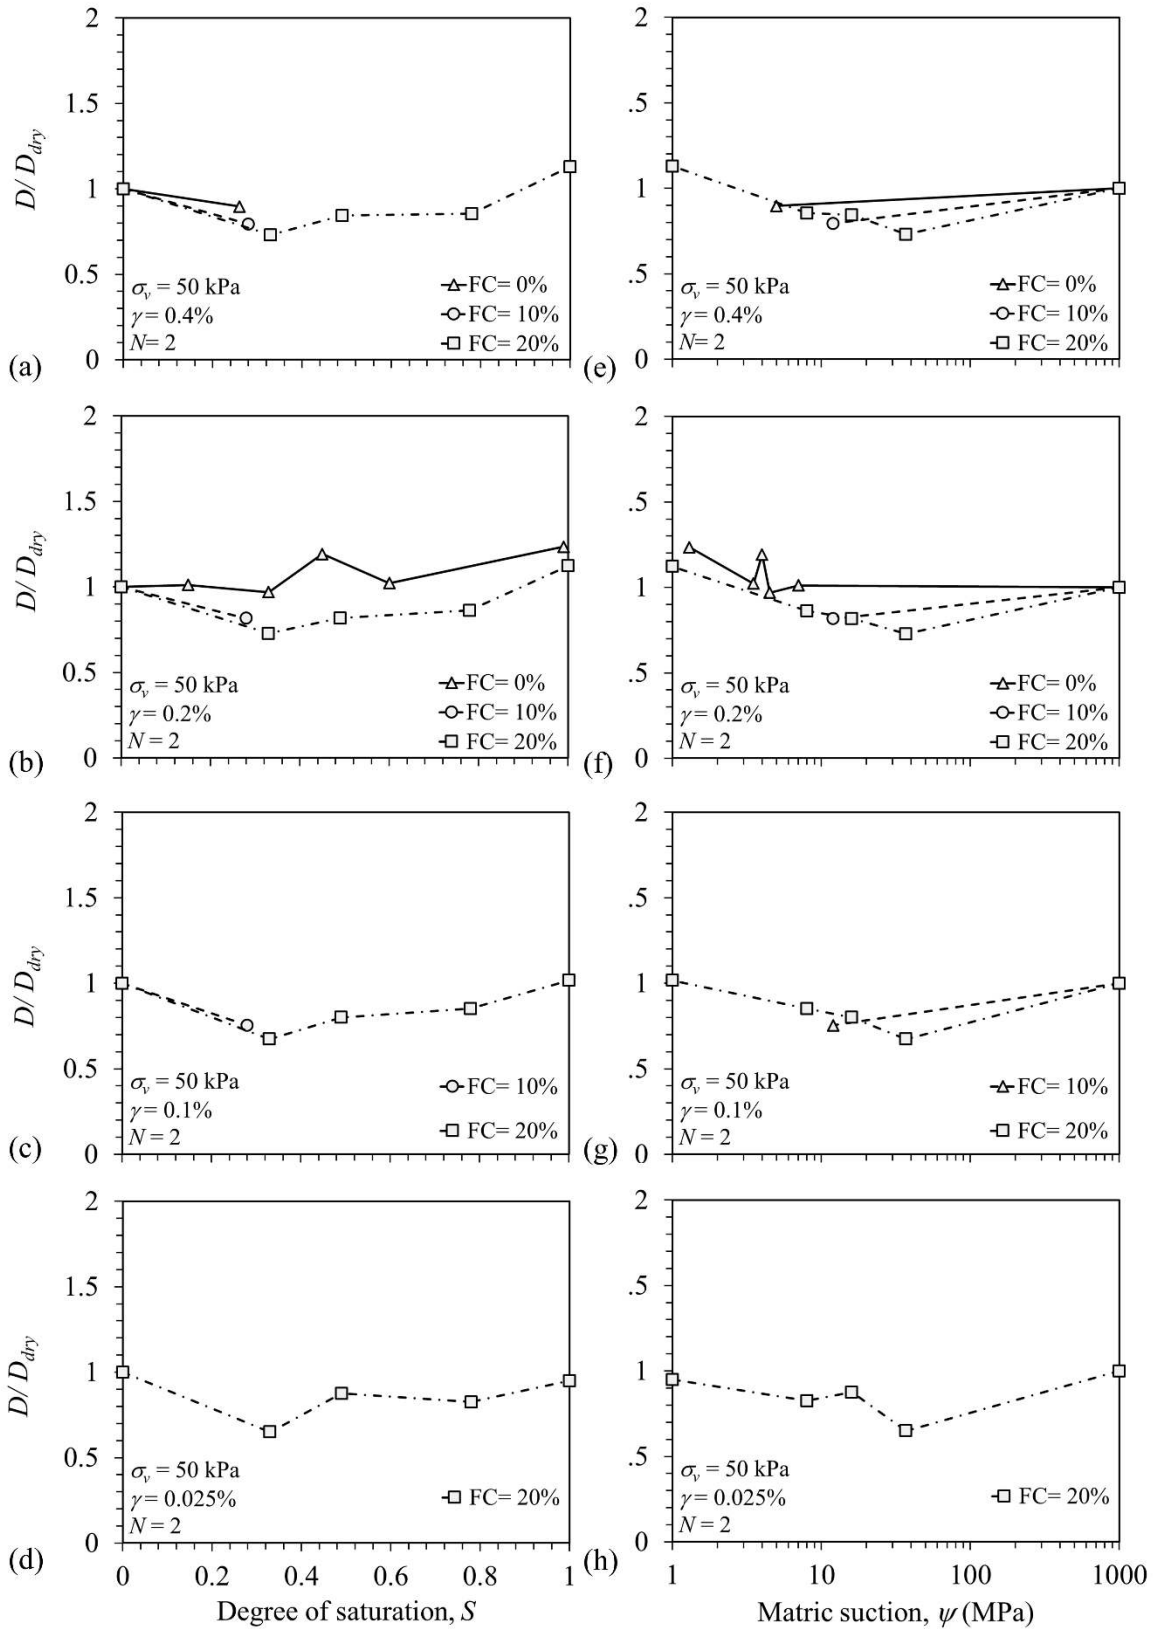 2
1.5
1
0.5
0
D/ D_dry
σ_v = 50 kPa
γ = 0.4%
N= 2
FC= 0%
FC= 10%
FC= 20%
(a)
2
.5
1
.5
0
σ_v = 50 kPa
γ = 0.4%
N= 2
FC= 0%
FC= 10%
FC= 20%
(e)
2
1.5
1
0.5
0
D/ D_dry
σ_v = 50 kPa
γ = 0.2%
N = 2
FC= 0%
FC= 10%
FC= 20%
(b)
2
1
1
.5
0
σ_v = 50 kPa
γ = 0.2%
N = 2
FC= 0%
FC= 10%
FC= 20%
(f)
2
1.5
1
0.5
0
D/ D_dry
σ_v = 50 kPa
γ = 0.1%
N = 2
FC= 10%
FC= 20%
(c)
2
.5
1
.5
0
σ_v = 50 kPa
γ = 0.1%
N = 2
FC= 10%
FC= 20%
(g)
2
1.5
1
0.5
0
D/ D_dry
σ_v = 50 kPa
γ = 0.025%
N = 2
FC= 20%
(d)
0 0.2 0.4 0.6 0.8 1
Degree of saturation, S
2
.5
1
.5
0
σ_v = 50 kPa
γ = 0.025%
N = 2
FC= 20%
(h)
1 10 100 1000
Matric suction, ψ (MPa)